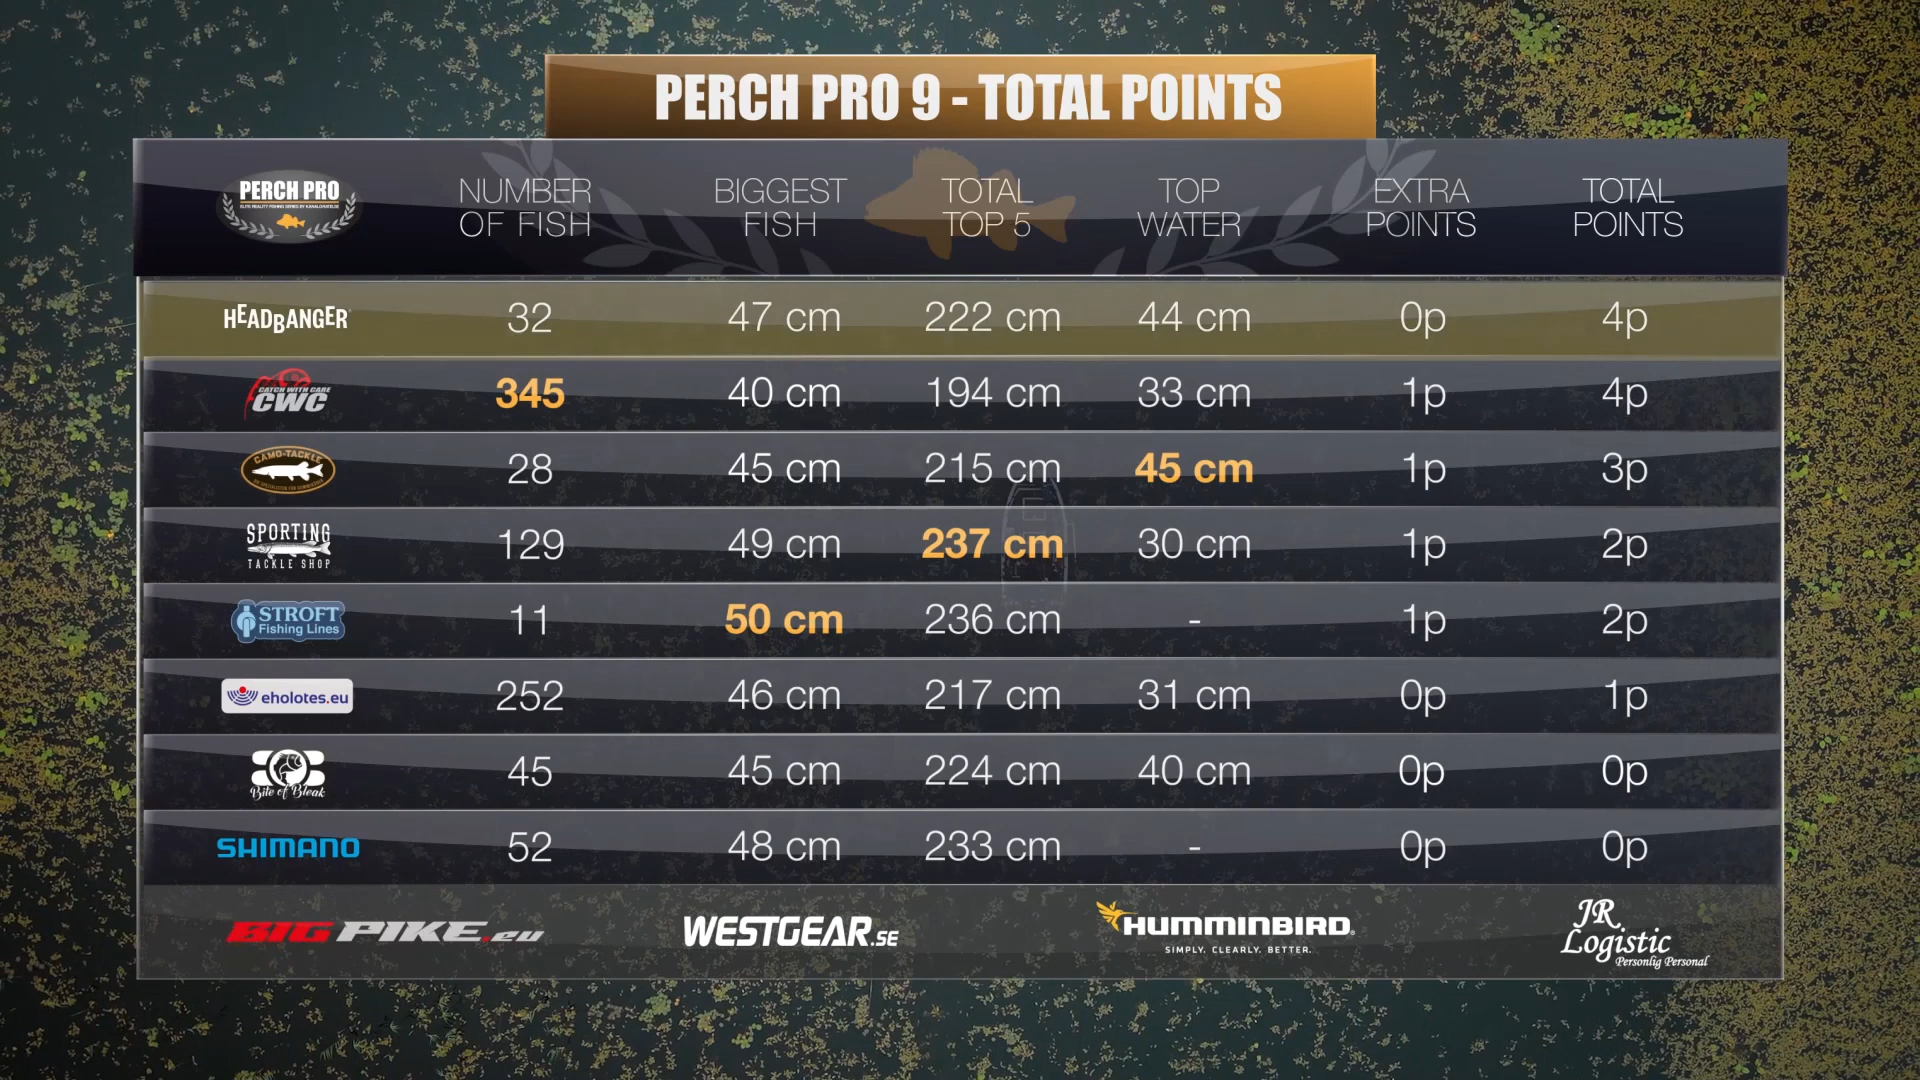 PERCH PRO 9 - TOTAL POINTS
PERCH PRO
NUMBER OF FISH
BIGGEST FISH
TOTAL TOP 5
TOP WATER
EXTRA POINTS
TOTAL POINTS
HEADBANGER 32 47 cm 222 cm 44 cm 0p 4p
CATCH WITH CARE
CWC 345 40 cm 194 cm 33 cm 1p 4p
CAMO-TACKLE 28 45 cm 215 cm 45 cm 1p 3p
SPORTING
TACKLE SHOP 129 49 cm 237 cm 30 cm 1p 2p
STROFT
Fishing Lines 11 50 cm 236 cm - 1p 2p
eholotes.eu 252 46 cm 217 cm 31 cm 0p 1p
Bite of Bleak 45 45 cm 224 cm 40 cm 0p 0p
SHIMANO 52 48 cm 233 cm - 0p 0p
BIG PIKE.eu
WESTGEAR.SE
HUMMINBIRD
SIMPLY. CLEARLY. BETTER.
JR
Logistic
Personlig Personal